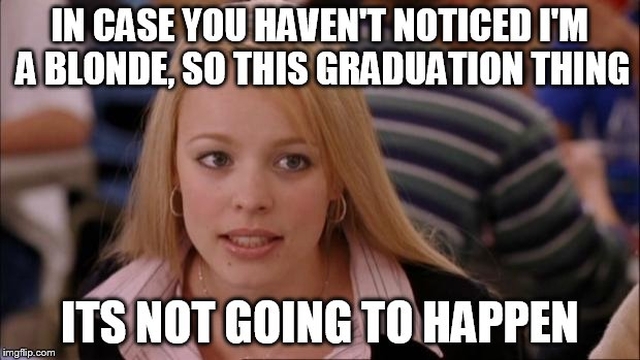 IN CASE YOU HAVEN'T NOTICED I'M
A BLONDE, SO THIS GRADUATION THING
ITS NOT GOING TO HAPPEN
imgflip.com